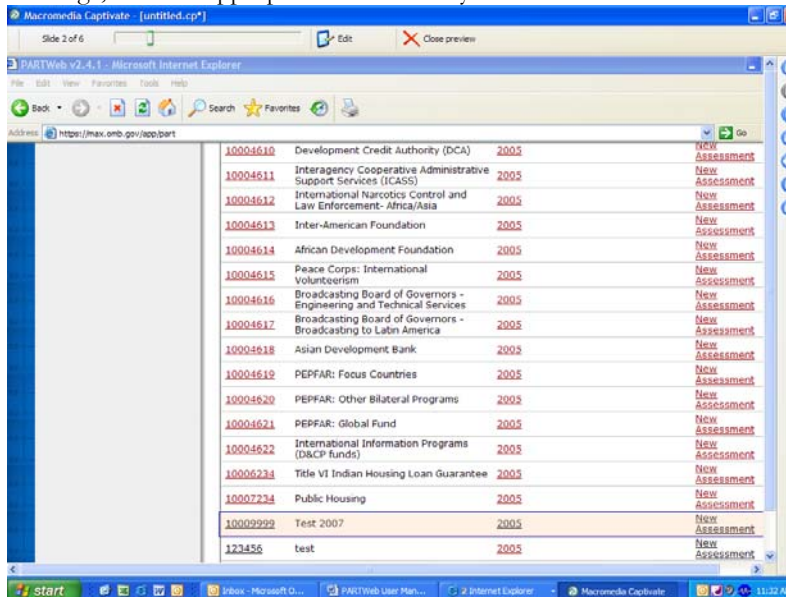 Macromedia Captivate - [untitled.cp*]
Slide 2 of 6 Edit Close preview
PARTWeb v2.4.1 - Microsoft Internet Explorer
File Edit View Favorites Tools Help
Back Search Favorites
Address https://max.omb.gov/app/part Go
10004610 Development Credit Authority (DCA) 2005 New Assessment
10004611 Interagency Cooperative Administrative Support Services (ICASS) 2005 New Assessment
10004612 International Narcotics Control and Law Enforcement- Africa/Asia 2005 New Assessment
10004613 Inter-American Foundation 2005 New Assessment
10004614 African Development Foundation 2005 New Assessment
10004615 Peace Corps: International Volunteerism 2005 New Assessment
10004616 Broadcasting Board of Governors - Engineering and Technical Services 2005 New Assessment
10004617 Broadcasting Board of Governors - Broadcasting to Latin America 2005 New Assessment
10004618 Asian Development Bank 2005 New Assessment
10004619 PEPFAR: Focus Countries 2005 New Assessment
10004620 PEPFAR: Other Bilateral Programs 2005 New Assessment
10004621 PEPFAR: Global Fund 2005 New Assessment
10004622 International Information Programs (D&CP funds) 2005 New Assessment
10006234 Title VI Indian Housing Loan Guarantee 2005 New Assessment
10007234 Public Housing 2005 New Assessment
10009999 Test 2007 2005 New Assessment
123456 test 2005 New Assessment
start Inbox - Microsoft O... PARTWeb User Man... 2 Internet Explorer Macromedia Captivate 11:32 A